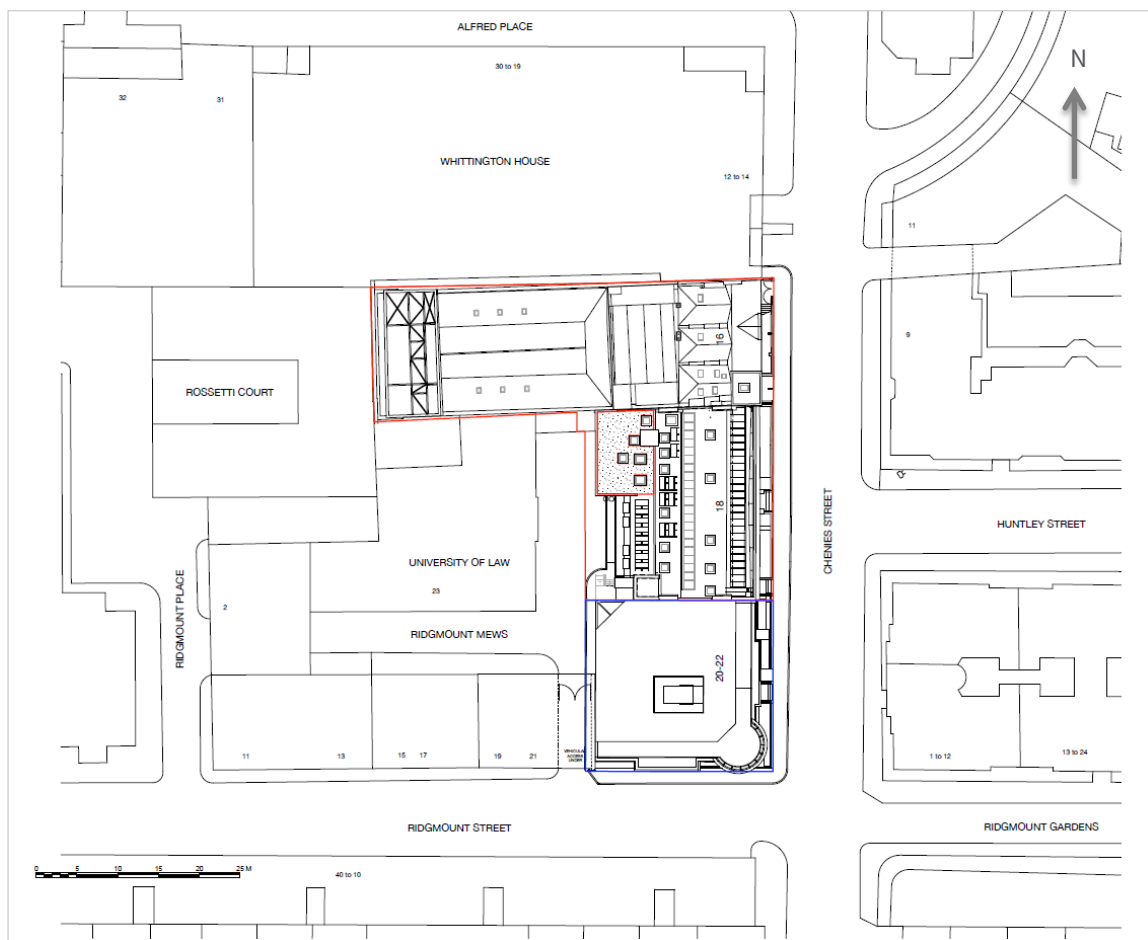 ALFRED PLACE
N
30 to 19
32
31
WHITTINGTON HOUSE
12 to 14
11
16
9
ROSSETTI COURT
18
CHENIES STREET
HUNTLEY STREET
UNIVERSITY OF LAW
23
2
RIDGMOUNT PLACE
RIDGMOUNT MEWS
20-22
11
13
15
17
19
21
VEHICULAR
ACCESS
UNDER
1 to 12
13 to 24
RIDGMOUNT STREET
RIDGMOUNT GARDENS
0
5
10
15
20
25 M
40 to 10